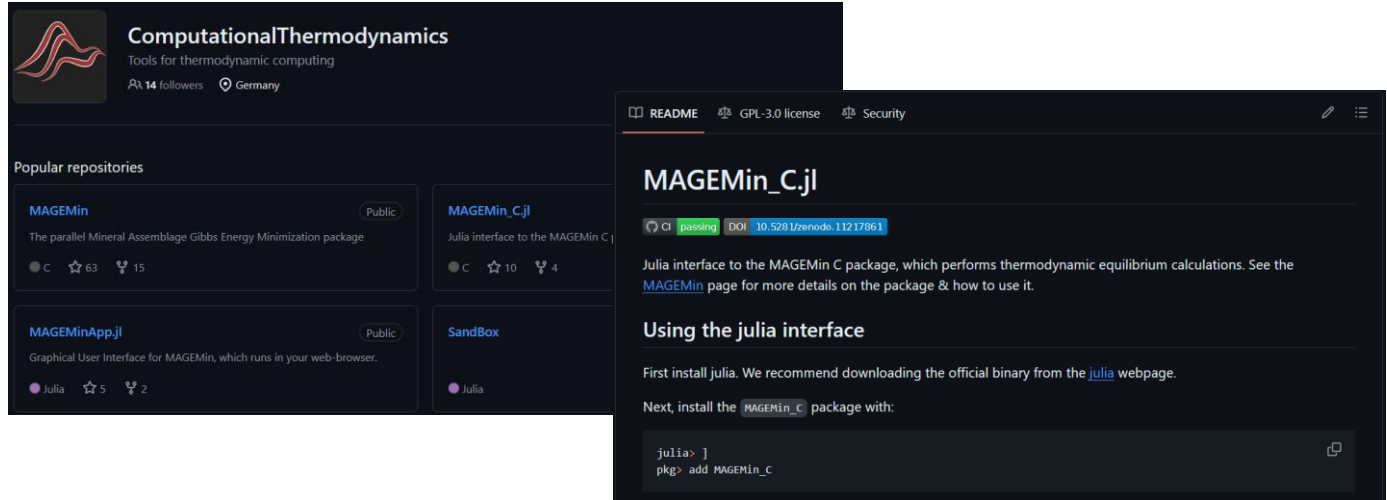 ComputationalThermodynamics
Tools for thermodynamic computing
14 followers Germany
Popular repositories
MAGEMin Public
The parallel Mineral Assemblage Gibbs Energy Minimization package
C 63 15
MAGEMin_C.jl
Julia interface to the MAGEMin C
C 10 4
MAGEMinApp.jl Public
Graphical User Interface for MAGEMin, which runs in your web-browser.
Julia 5 2
SandBox
Julia
README GPL-3.0 license Security
MAGEMin_C.jl
CI passing DOI 10.5281/zenodo.11217861
Julia interface to the MAGEMin C package, which performs thermodynamic equilibrium calculations. See the
MAGEMin page for more details on the package & how to use it.
Using the julia interface
First install julia. We recommend downloading the official binary from the julia webpage.
Next, install the MAGEMin_C package with:
julia> ]
pkg> add MAGEMin_C